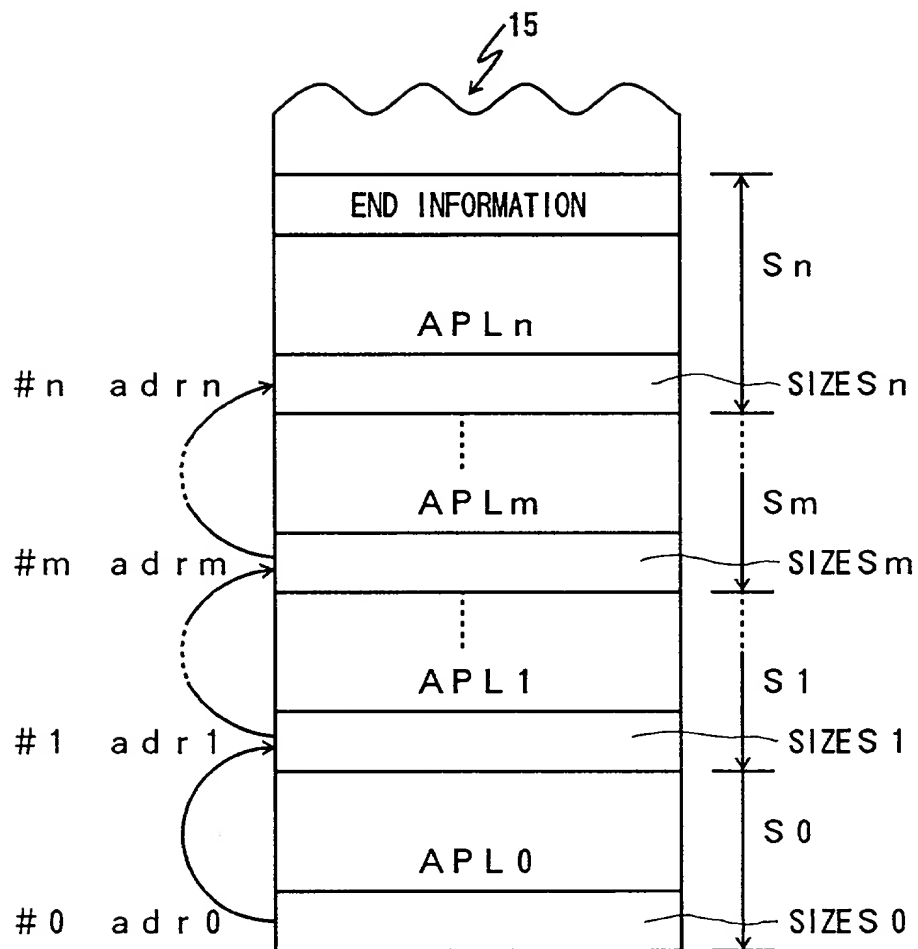 15
END INFORMATION
Sn
APLn
#n adrn
SIZESn
APLm
Sm
#m adrm
SIZESm
APL1
S1
#1 adr1
SIZES1
S0
APL0
#0 adr0
SIZES0